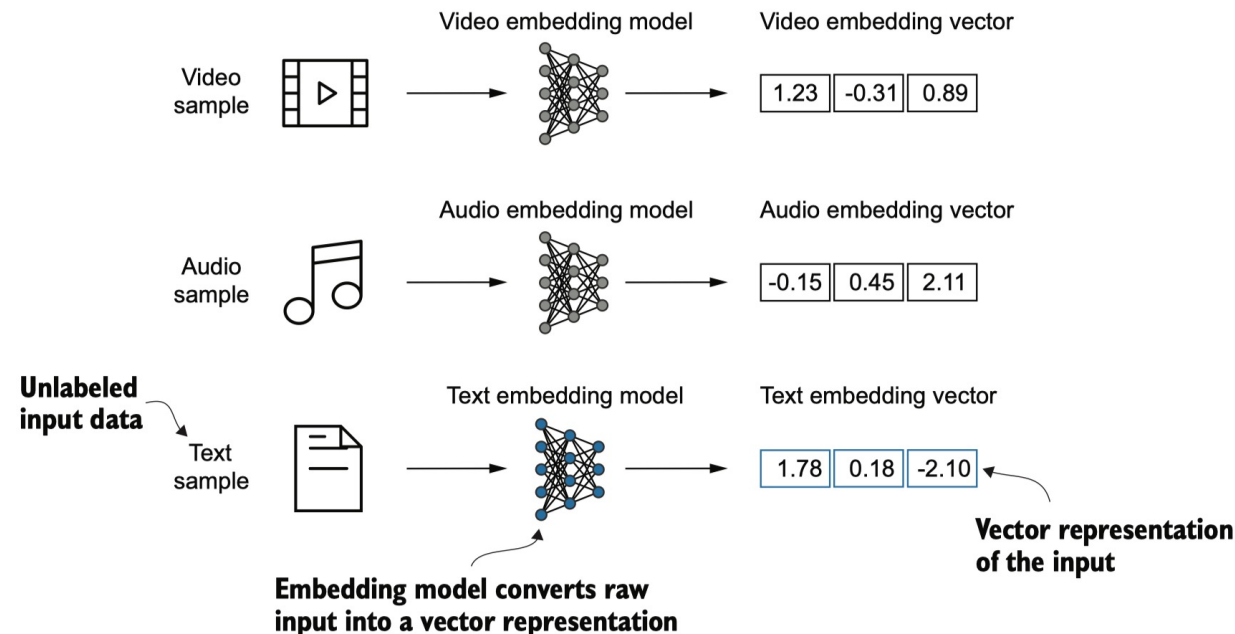 Video embedding model
Video embedding vector
Video
sample
1.23 -0.31 0.89
Audio embedding model
Audio embedding vector
Audio
sample
-0.15 0.45 2.11
Unlabeled
input data
Text embedding model
Text embedding vector
Text
sample
1.78 0.18 -2.10
Vector representation
of the input
Embedding model converts raw
input into a vector representation